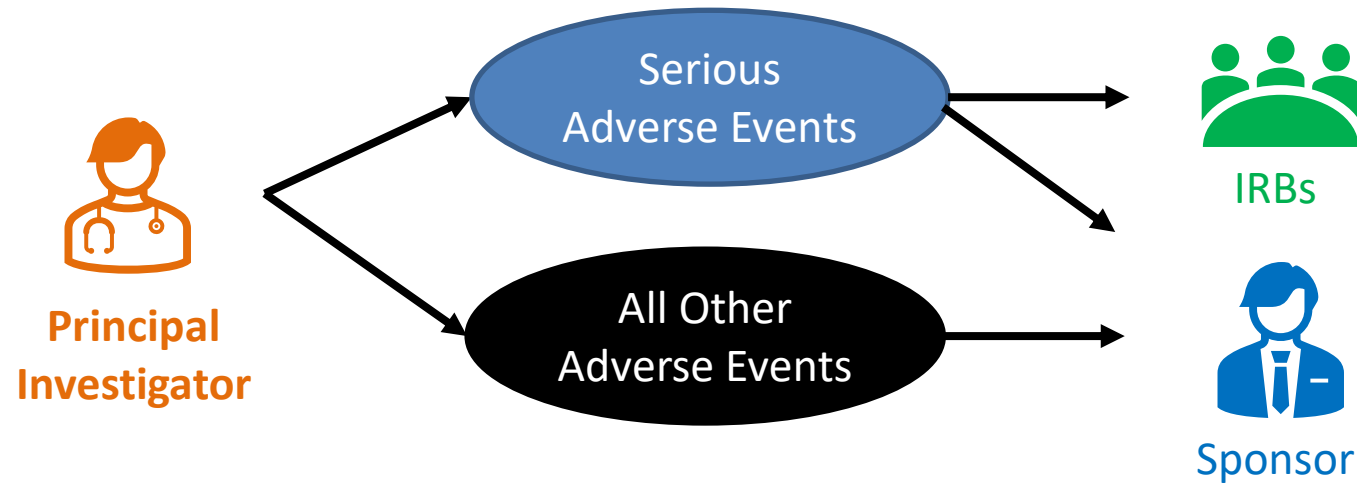 Serious
Adverse Events
IRBs
Principal
Investigator
All Other
Adverse Events
Sponsor